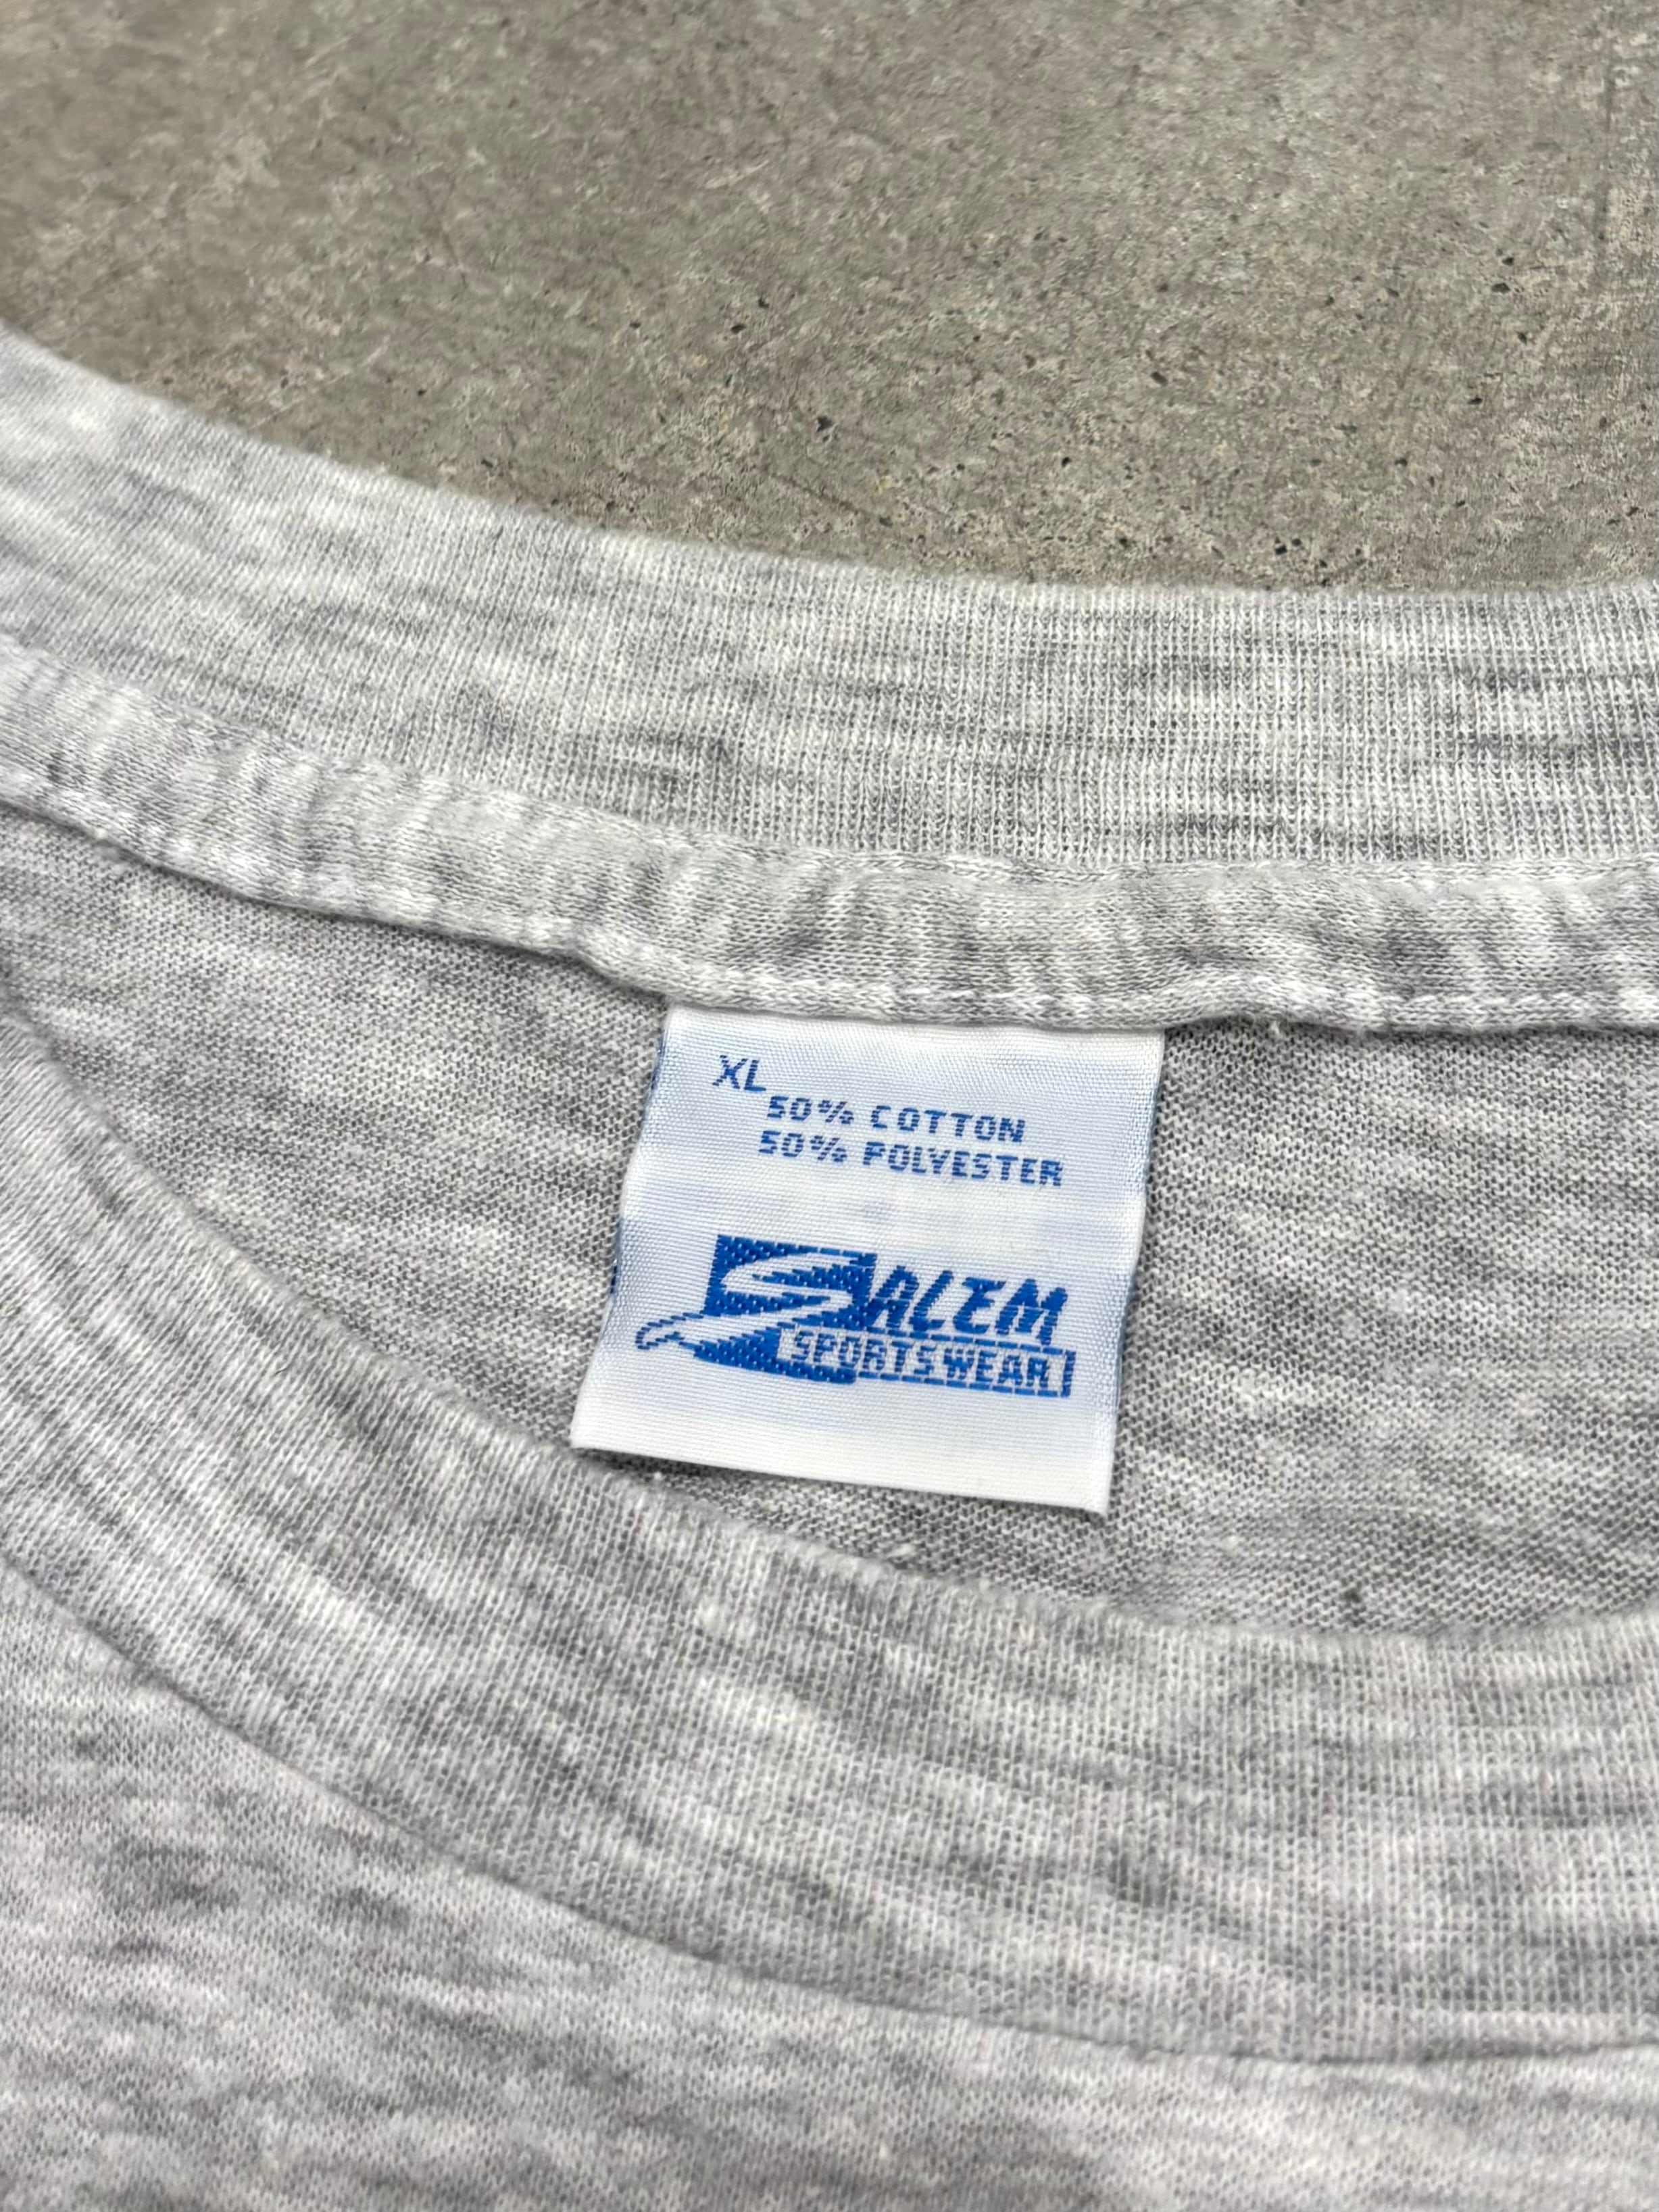 XL
50% COTTON
50% POLYESTER
SALEM
SPORTSWEAR